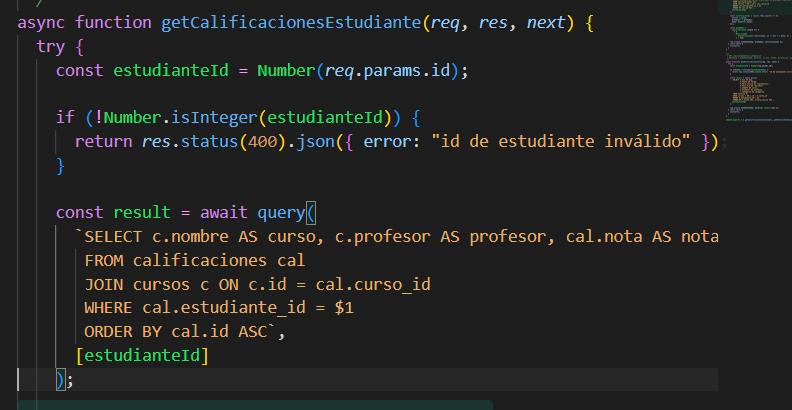 /
async function getCalificacionesEstudiante(req, res, next) {
try {
const estudianteId = Number(req.params.id);
if (!Number.isInteger(estudianteId)) {
return res.status(400).json({ error: "id de estudiante inválido" });
}
const result = await query(
`SELECT c.nombre AS curso, c.profesor AS profesor, cal.nota AS nota
FROM calificaciones cal
JOIN cursos c ON c.id = cal.curso_id
WHERE cal.estudiante_id = $1
ORDER BY cal.id ASC`,
[estudianteId]
);